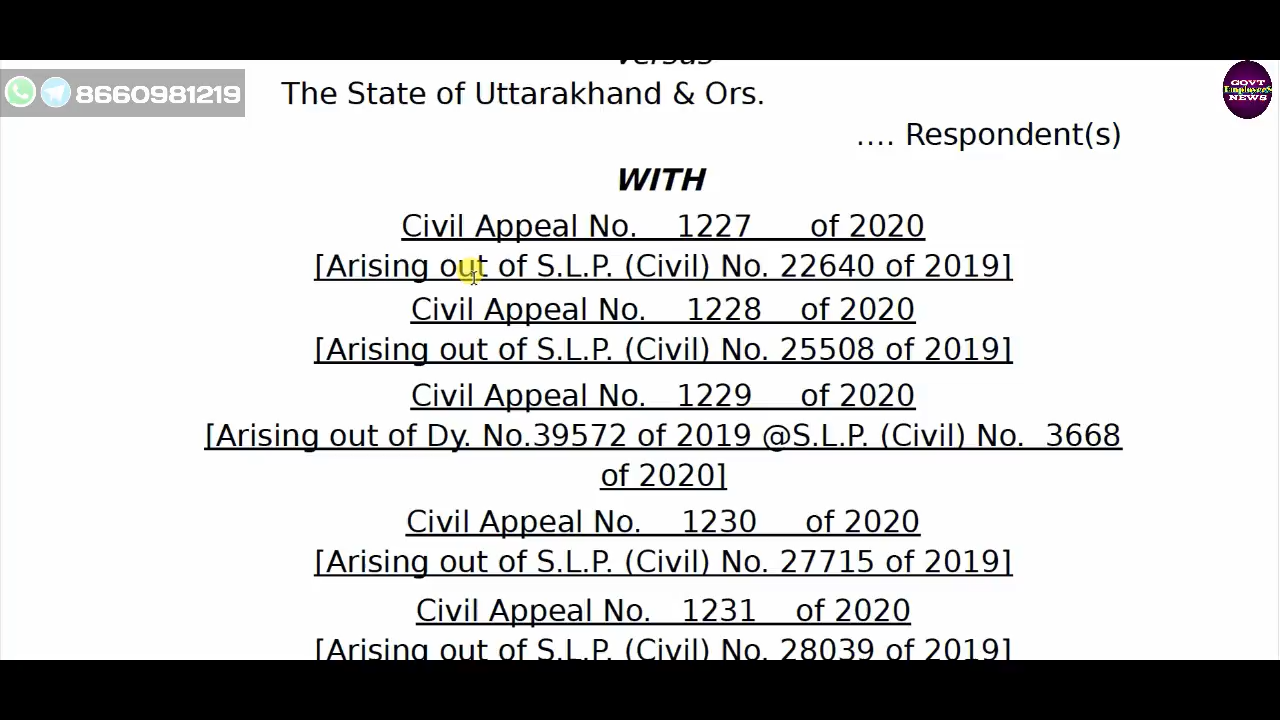 versus
8660981219
The State of Uttarakhand & Ors.
GOVT
Employees
NEWS
.... Respondent(s)
WITH
Civil Appeal No. 1227 of 2020
[Arising out of S.L.P. (Civil) No. 22640 of 2019]
Civil Appeal No. 1228 of 2020
[Arising out of S.L.P. (Civil) No. 25508 of 2019]
Civil Appeal No. 1229 of 2020
[Arising out of Dy. No.39572 of 2019 @S.L.P. (Civil) No. 3668
of 2020]
Civil Appeal No. 1230 of 2020
[Arising out of S.L.P. (Civil) No. 27715 of 2019]
Civil Appeal No. 1231 of 2020
[Arising out of S.L.P. (Civil) No. 28039 of 2019]